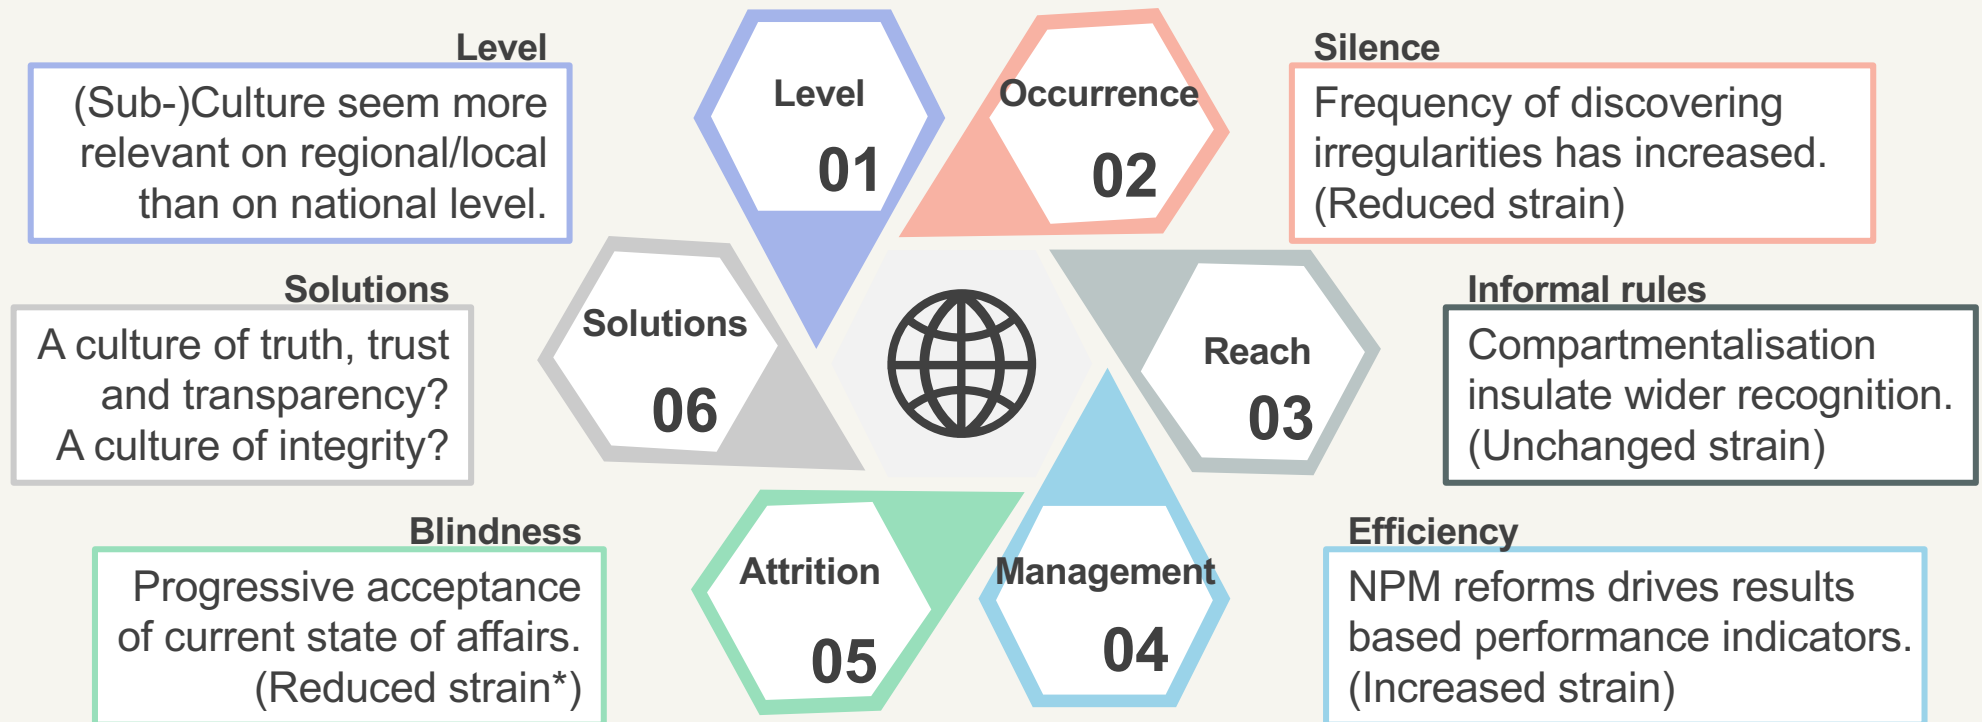 Level
(Sub-)Culture seem more
relevant on regional/local
than on national level.
Level
01
Occurrence
02
Silence
Frequency of discovering
irregularities has increased.
(Reduced strain)
Solutions
A culture of truth, trust
and transparency?
A culture of integrity?
Solutions
06
Reach
03
Informal rules
Compartmentalisation
insulate wider recognition.
(Unchanged strain)
Blindness
Progressive acceptance
of current state of affairs.
(Reduced strain*)
Attrition
05
Management
04
Efficiency
NPM reforms drives results
based performance indicators.
(Increased strain)